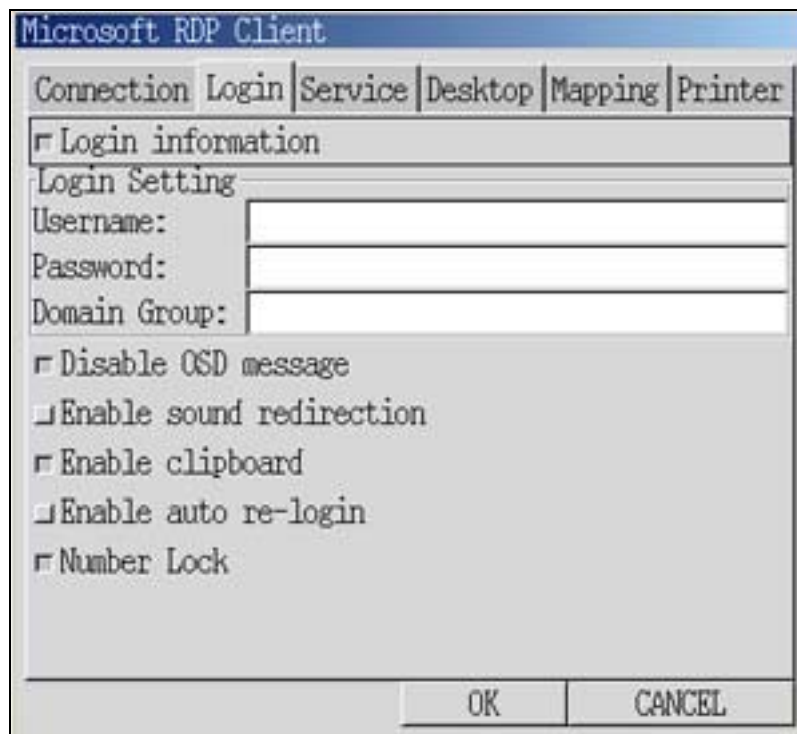 Microsoft RDP Client
Connection Login Service Desktop Mapping Printer
Login information
Login Setting
Username:
Password:
Domain Group:
Disable OSD message
Enable sound redirection
Enable clipboard
Enable auto re-login
Number Lock
OK CANCEL